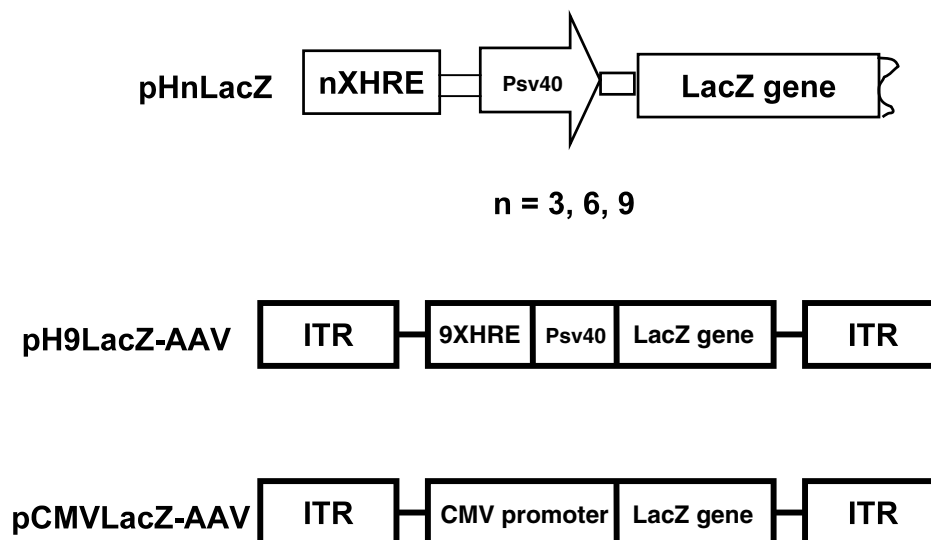 pHnLacZ nXHRE Psv40 LacZ gene
n = 3, 6, 9
pH9LacZ-AAV ITR 9XHRE Psv40 LacZ gene ITR
pCMVLacZ-AAV ITR CMV promoter LacZ gene ITR